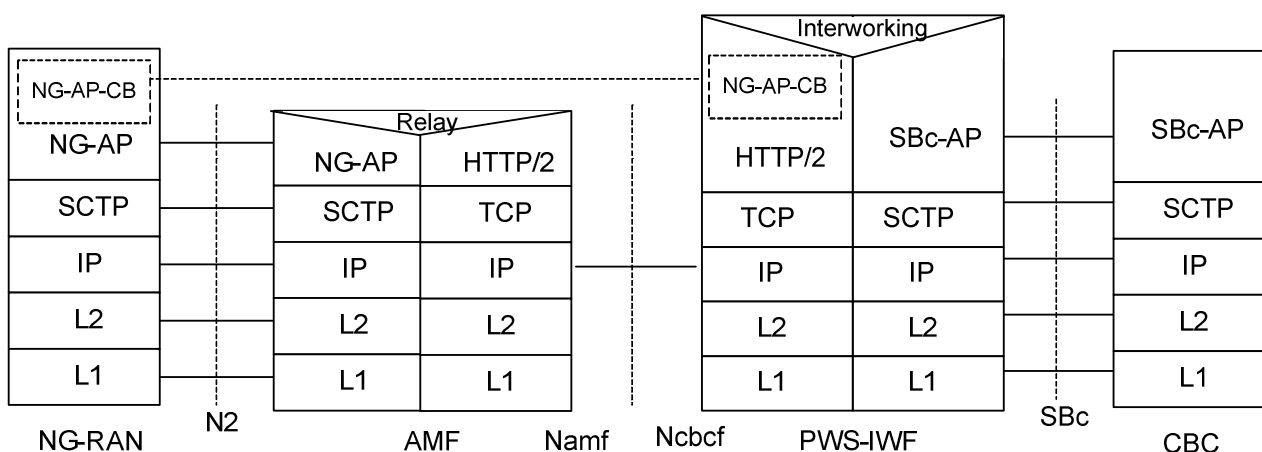 NG-AP-CB
NG-AP
SCTP
IP
L2
L1
NG-RAN
N2
Relay
NG-AP HTTP/2
SCTP TCP
IP IP
L2 L2
L1 L1
AMF
Namf
Ncbcf
Interworking
NG-AP-CB
HTTP/2 SBc-AP
TCP SCTP
IP IP
L2 L2
L1 L1
PWS-IWF
SBc
SBc-AP
SCTP
IP
L2
L1
CBC